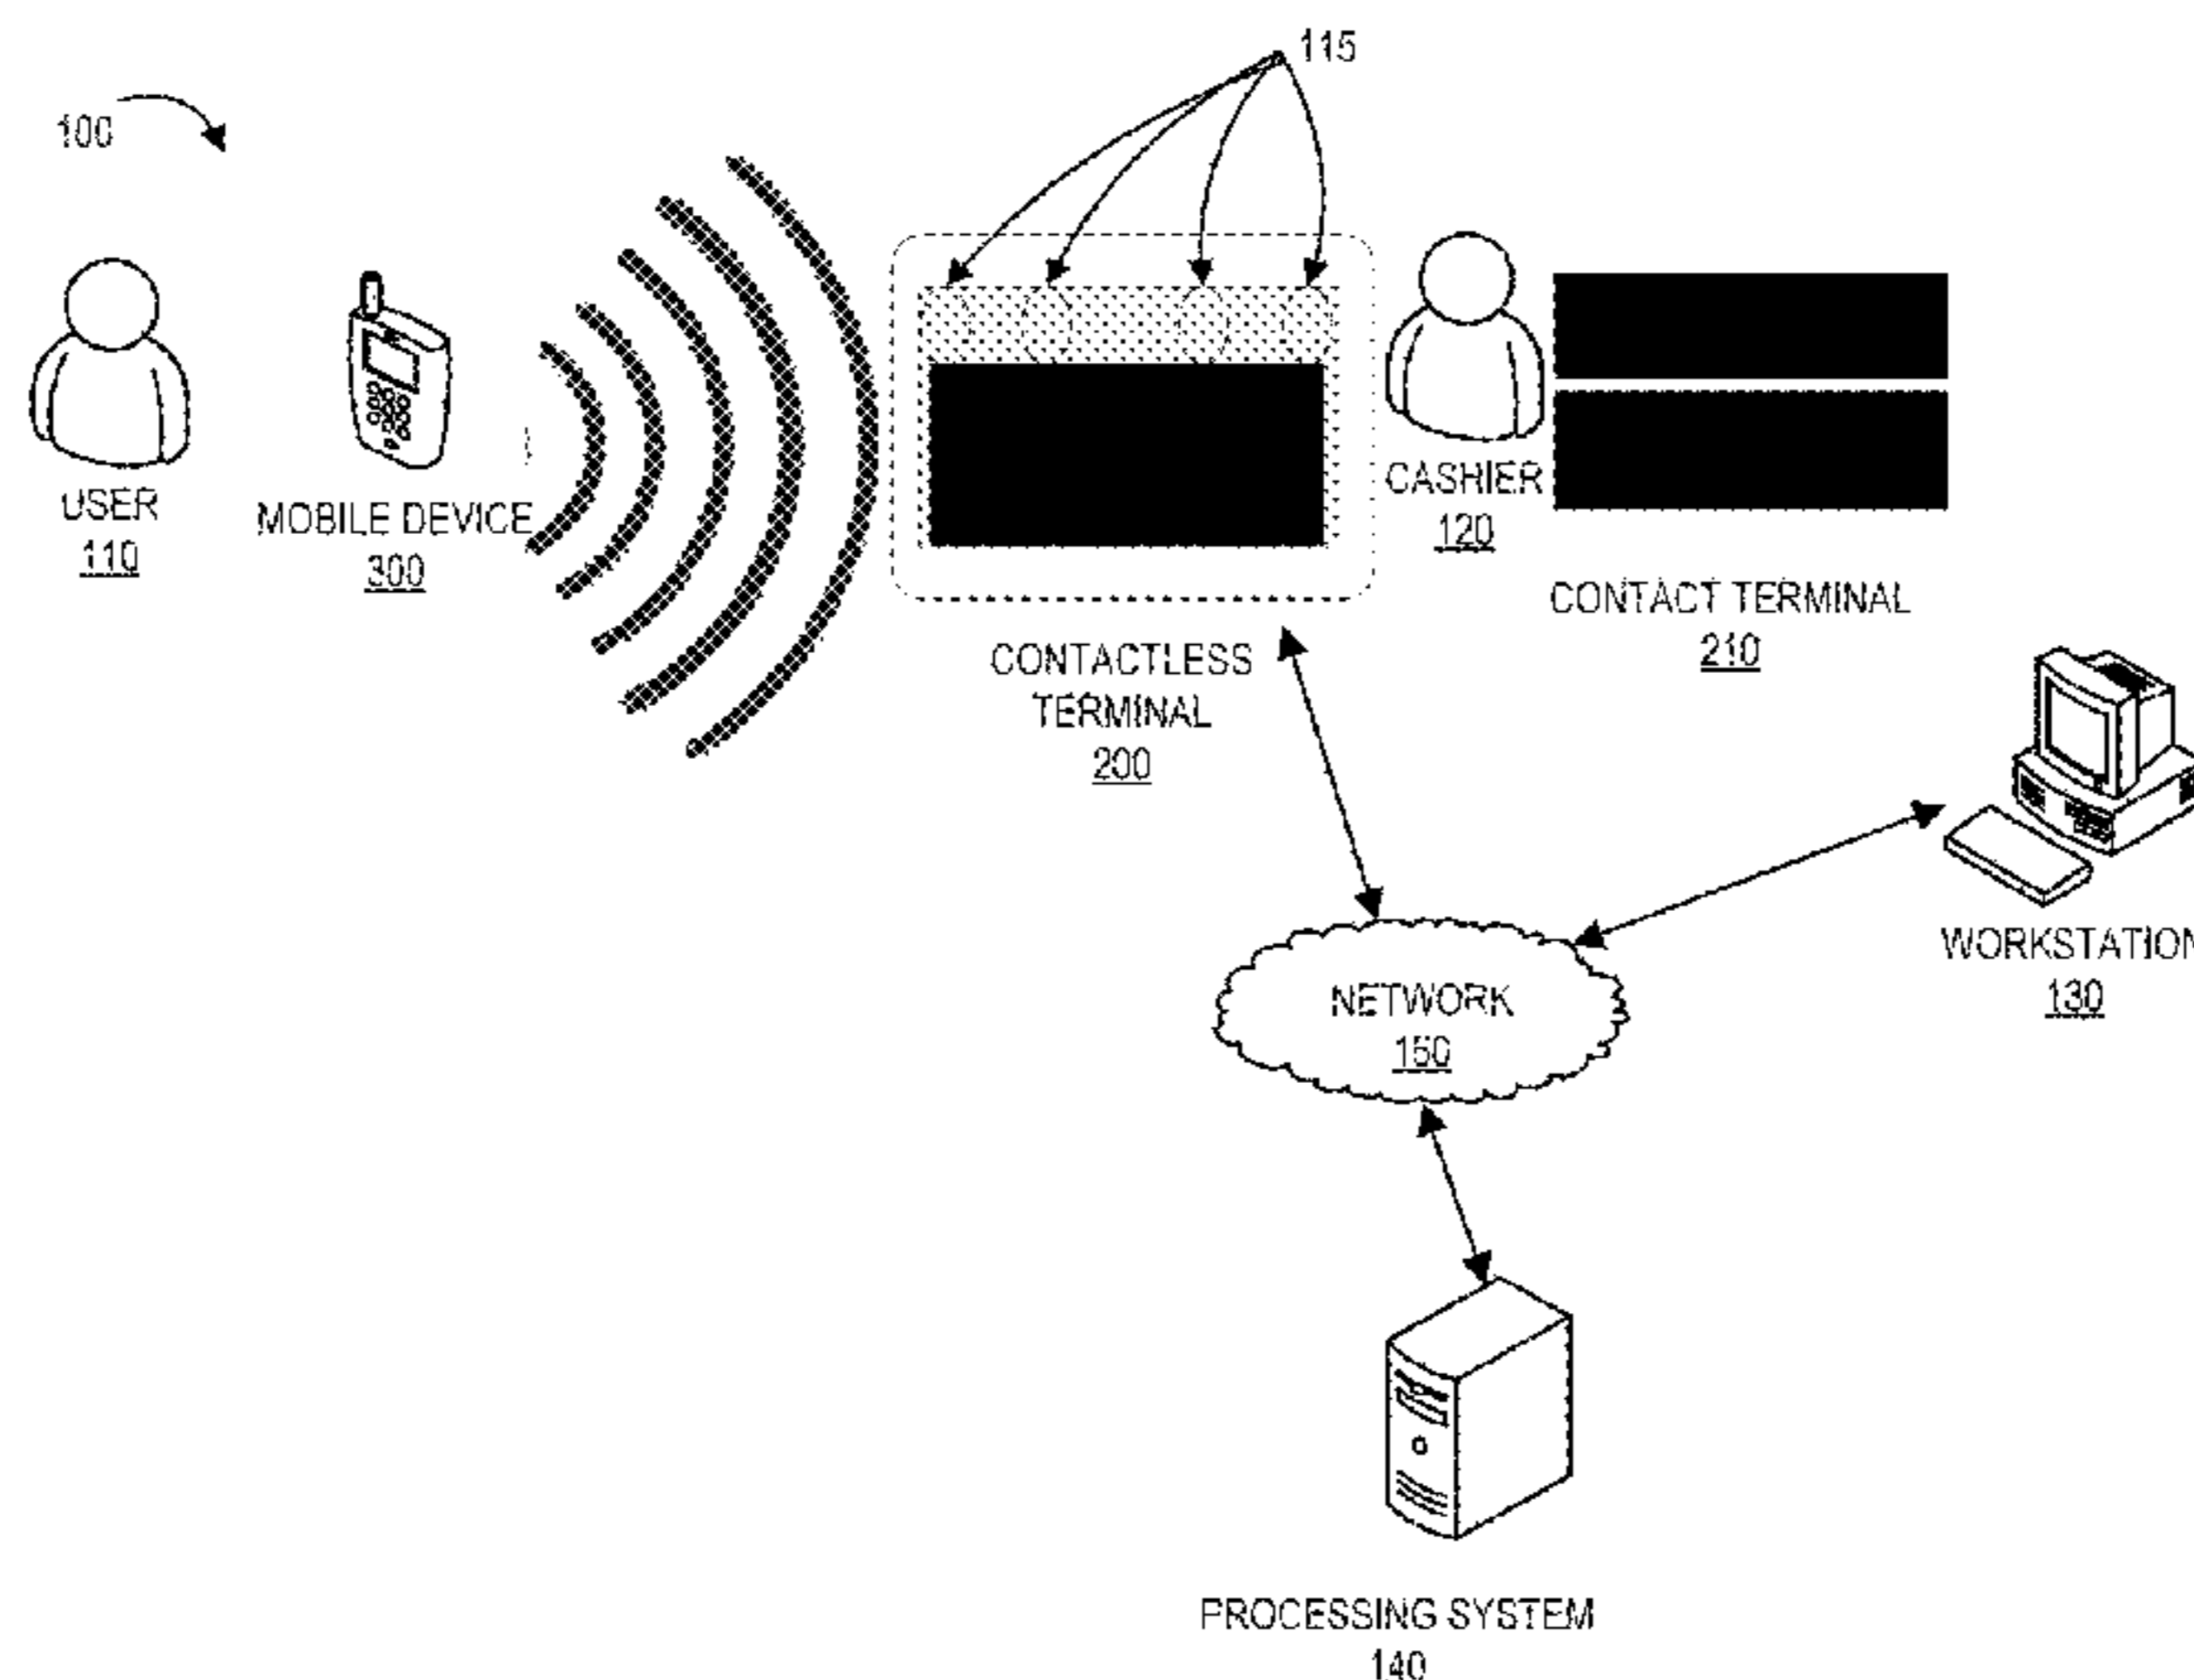 115
100
USER
110
MOBILE DEVICE
300
CASHIER
120
CONTACT TERMINAL
210
CONTACTLESS
TERMINAL
200
WORKSTATION
130
NETWORK
150
PROCESSING SYSTEM
140